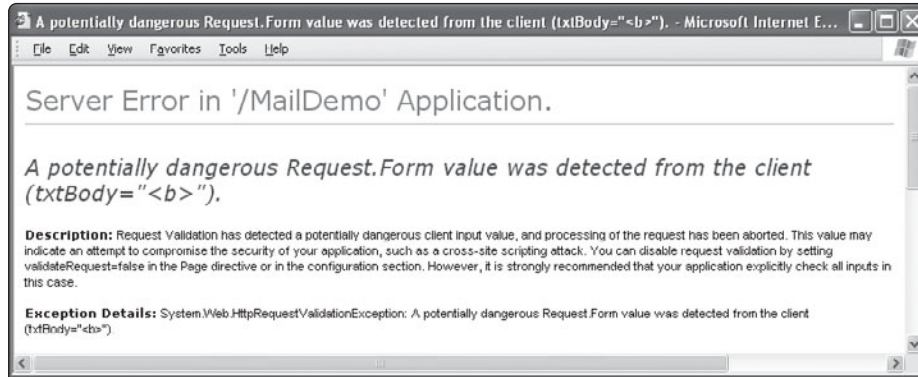 A potentially dangerous Request.Form value was detected from the client (txtBody="<b>"). - Microsoft Internet E...
File Edit View Favorites Tools Help
Server Error in '/MailDemo' Application.
A potentially dangerous Request.Form value was detected from the client
(txtBody="<b>").
Description: Request Validation has detected a potentially dangerous client input value, and processing of the request has been aborted. This value may
indicate an attempt to compromise the security of your application, such as a cross-site scripting attack. You can disable request validation by setting
validateRequest=false in the Page directive or in the configuration section. However, it is strongly recommended that your application explicitly check all inputs in
this case.
Exception Details: System.Web.HttpRequestValidationException: A potentially dangerous Request.Form value was detected from the client
(txtBody="<b>").